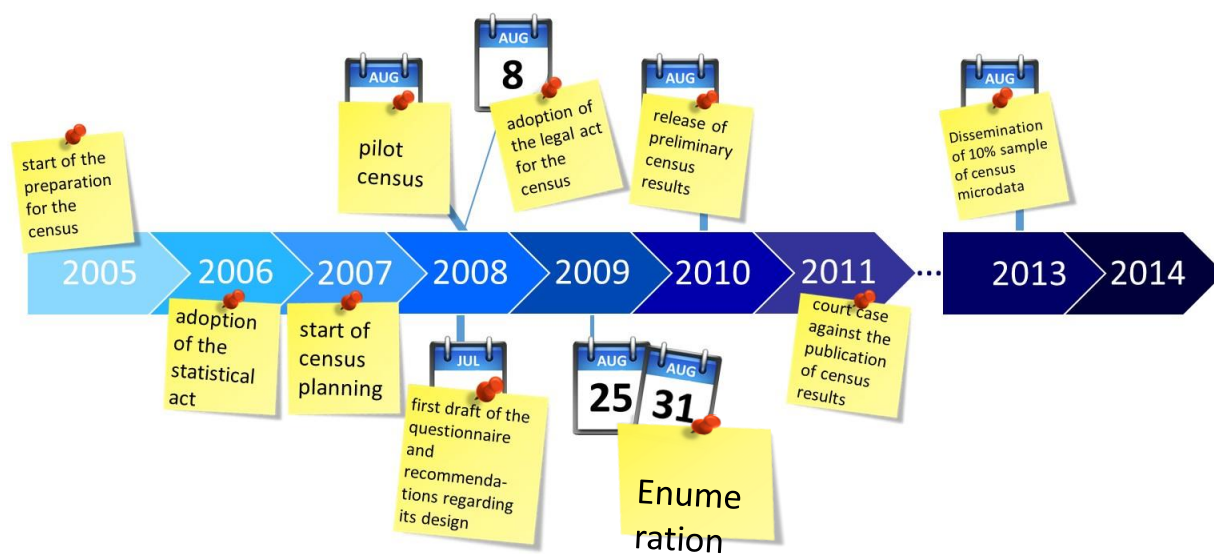 AUG
8
AUG
AUG
AUG
start of the
preparation
for the
census
pilot
census
adoption of
the legal act
for the
census
release of
preliminary
census
results
Dissemination
of 10% sample
of census
microdata
2005
2006
2007
2008
2009
2010
2011
2013
2014
adoption
of the
statistical
act
start of
census
planning
JUL
first draft of the
questionnaire
and
recommenda-
tions regarding
its design
AUG
25
AUG
31
Enume
ration
court case
against the
publication
of census
results